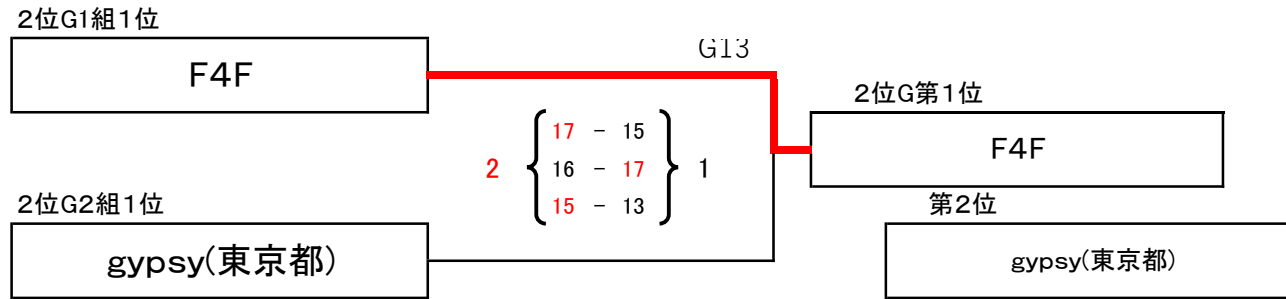 2位G1組1位
F4F
G13
2位G第1位
F4F
17 - 15
2 16 - 17 1
15 - 13
2位G2組1位
gypsy(東京都)
第2位
gypsy(東京都)